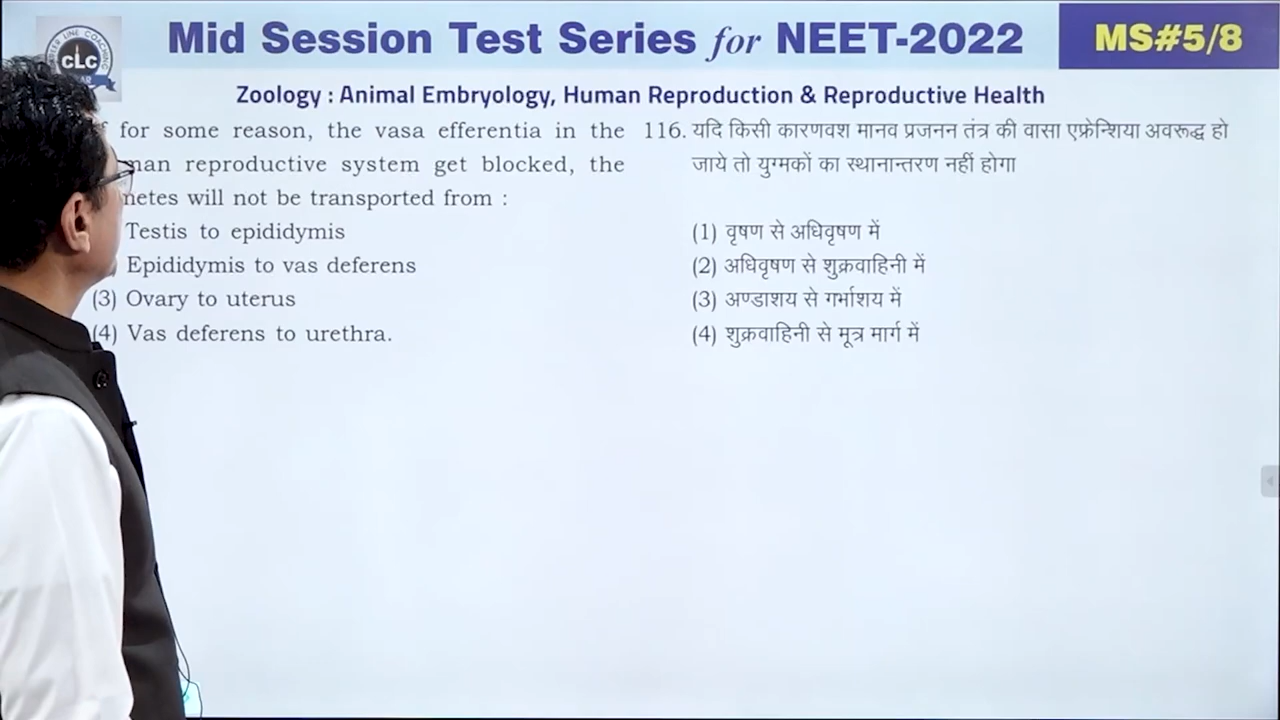 Mid Session Test Series for NEET-2022
MS#5/8
CLC
Zoology : Animal Embryology, Human Reproduction & Reproductive Health
for some reason, the vasa efferentia in the
reproductive system get blocked, the
will not be transported from :
Testis to epididymis
Epididymis to vas deferens
(3) Ovary to uterus
(4) Vas deferens to urethra.
116. यदि किसी कारणवश मानव प्रजनन तंत्र की वासा एफ्रेन्शिया अवरूद्ध हो
जाये तो युग्मकों का स्थानान्तरण नहीं होगा
(1) वृषण से अधिवृषण में
(2) अधिवृषण से शुक्रवाहिनी में
(3) अण्डाशय से गर्भाशय में
(4) शुक्रवाहिनी से मूत्र मार्ग में